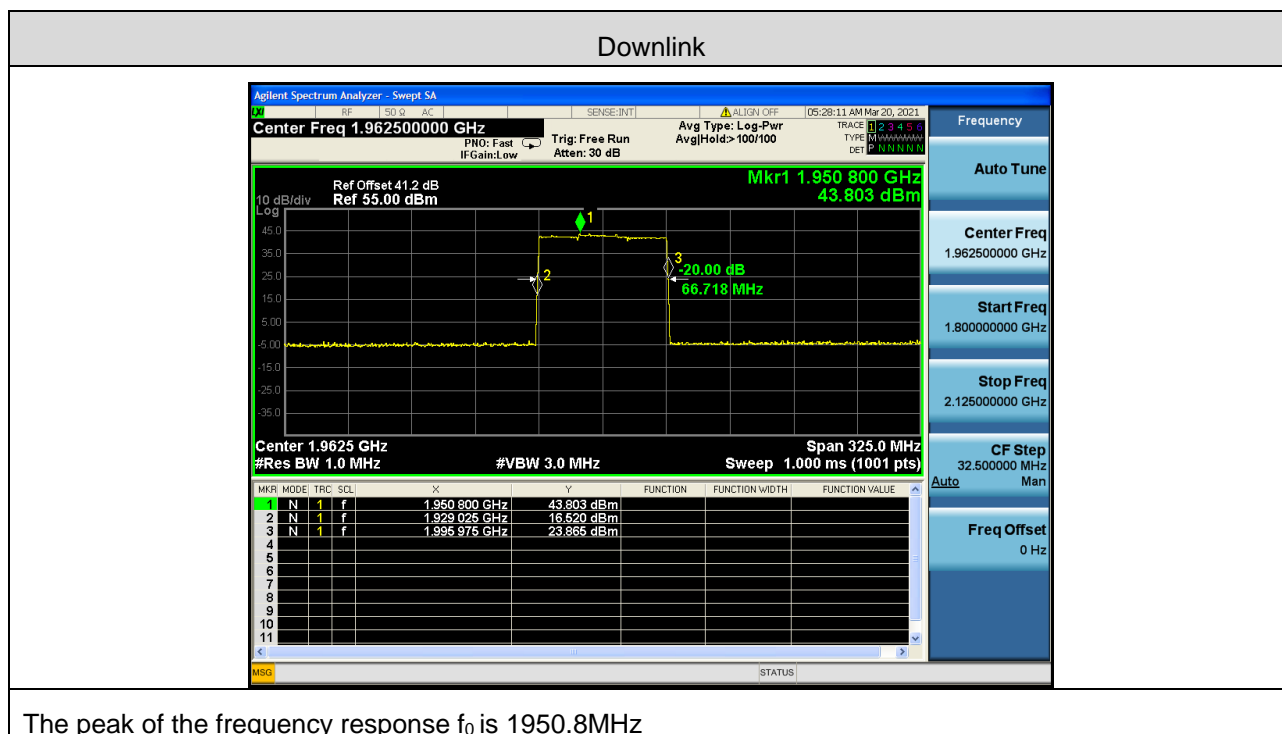 Downlink
Agilent Spectrum Analyzer - Swept SA
LXI RF 50 Ω AC SENSE:INT ALIGN OFF 05:28:11 AM Mar 20, 2021
Center Freq 1.962500000 GHz
PNO: Fast
IFGain:Low
Trig: Free Run
Atten: 30 dB
Avg Type: Log-Pwr
Avg|Hold:>100/100
TRACE 1 2 3 4 5 6
TYPE M
DET P N N N N N
Ref Offset 41.2 dB
Ref 55.00 dBm
10 dB/div
Log
Mkr1 1.950 800 GHz
43.803 dBm
45.0
35.0
25.0
15.0
5.00
-5.00
-15.0
-25.0
-35.0
1
2
3
-20.00 dB
66.718 MHz
Center 1.9625 GHz Span 325.0 MHz
#Res BW 1.0 MHz #VBW 3.0 MHz Sweep 1.000 ms (1001 pts)
MKR MODE TRC SCL X Y FUNCTION FUNCTION WIDTH FUNCTION VALUE
1 N 1 f 1.950 800 GHz 43.803 dBm
2 N 1 f 1.929 025 GHz 16.520 dBm
3 N 1 f 1.995 975 GHz 23.865 dBm
4
5
6
7
8
9
10
11
MSG STATUS
Frequency
Auto Tune
Center Freq
1.962500000 GHz
Start Freq
1.800000000 GHz
Stop Freq
2.125000000 GHz
CF Step
32.500000 MHz
Auto Man
Freq Offset
0 Hz
The peak of the frequency response f₀ is 1950.8MHz